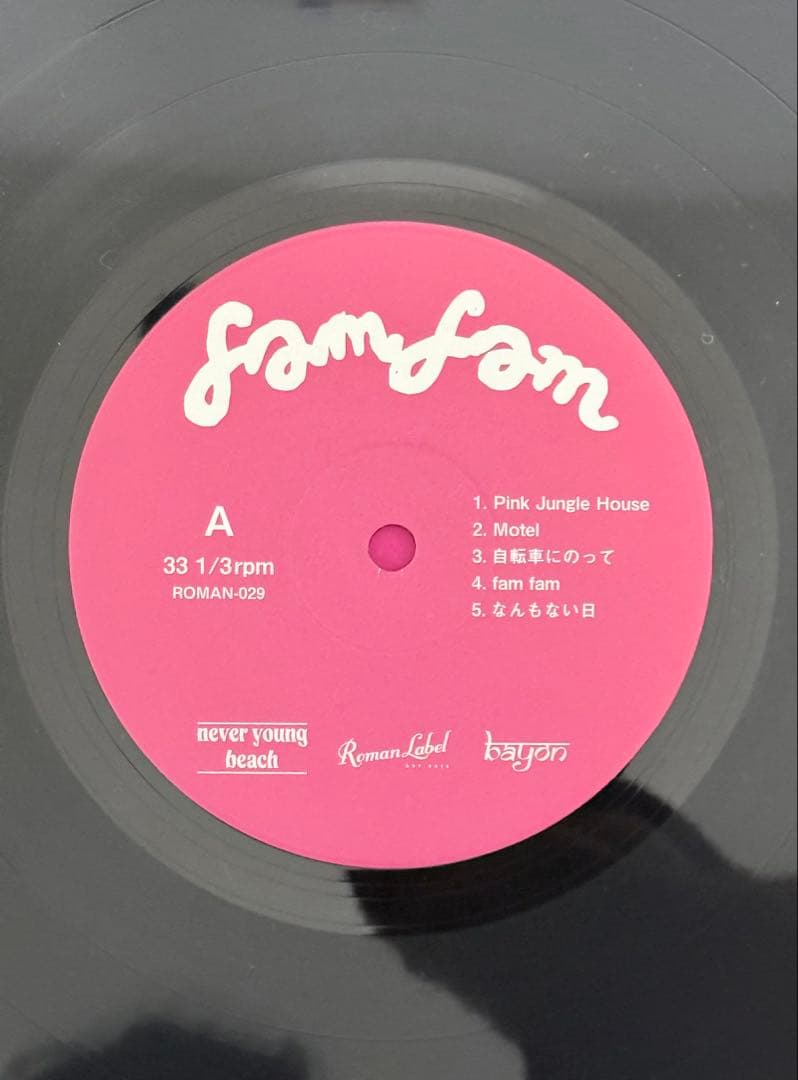 fam fam
A
33 1/3rpm
ROMAN-029
1. Pink Jungle House
2. Motel
3. 自転車にのって
4. fam fam
5. なんもない日
never young
beach
Roman Label
bayon